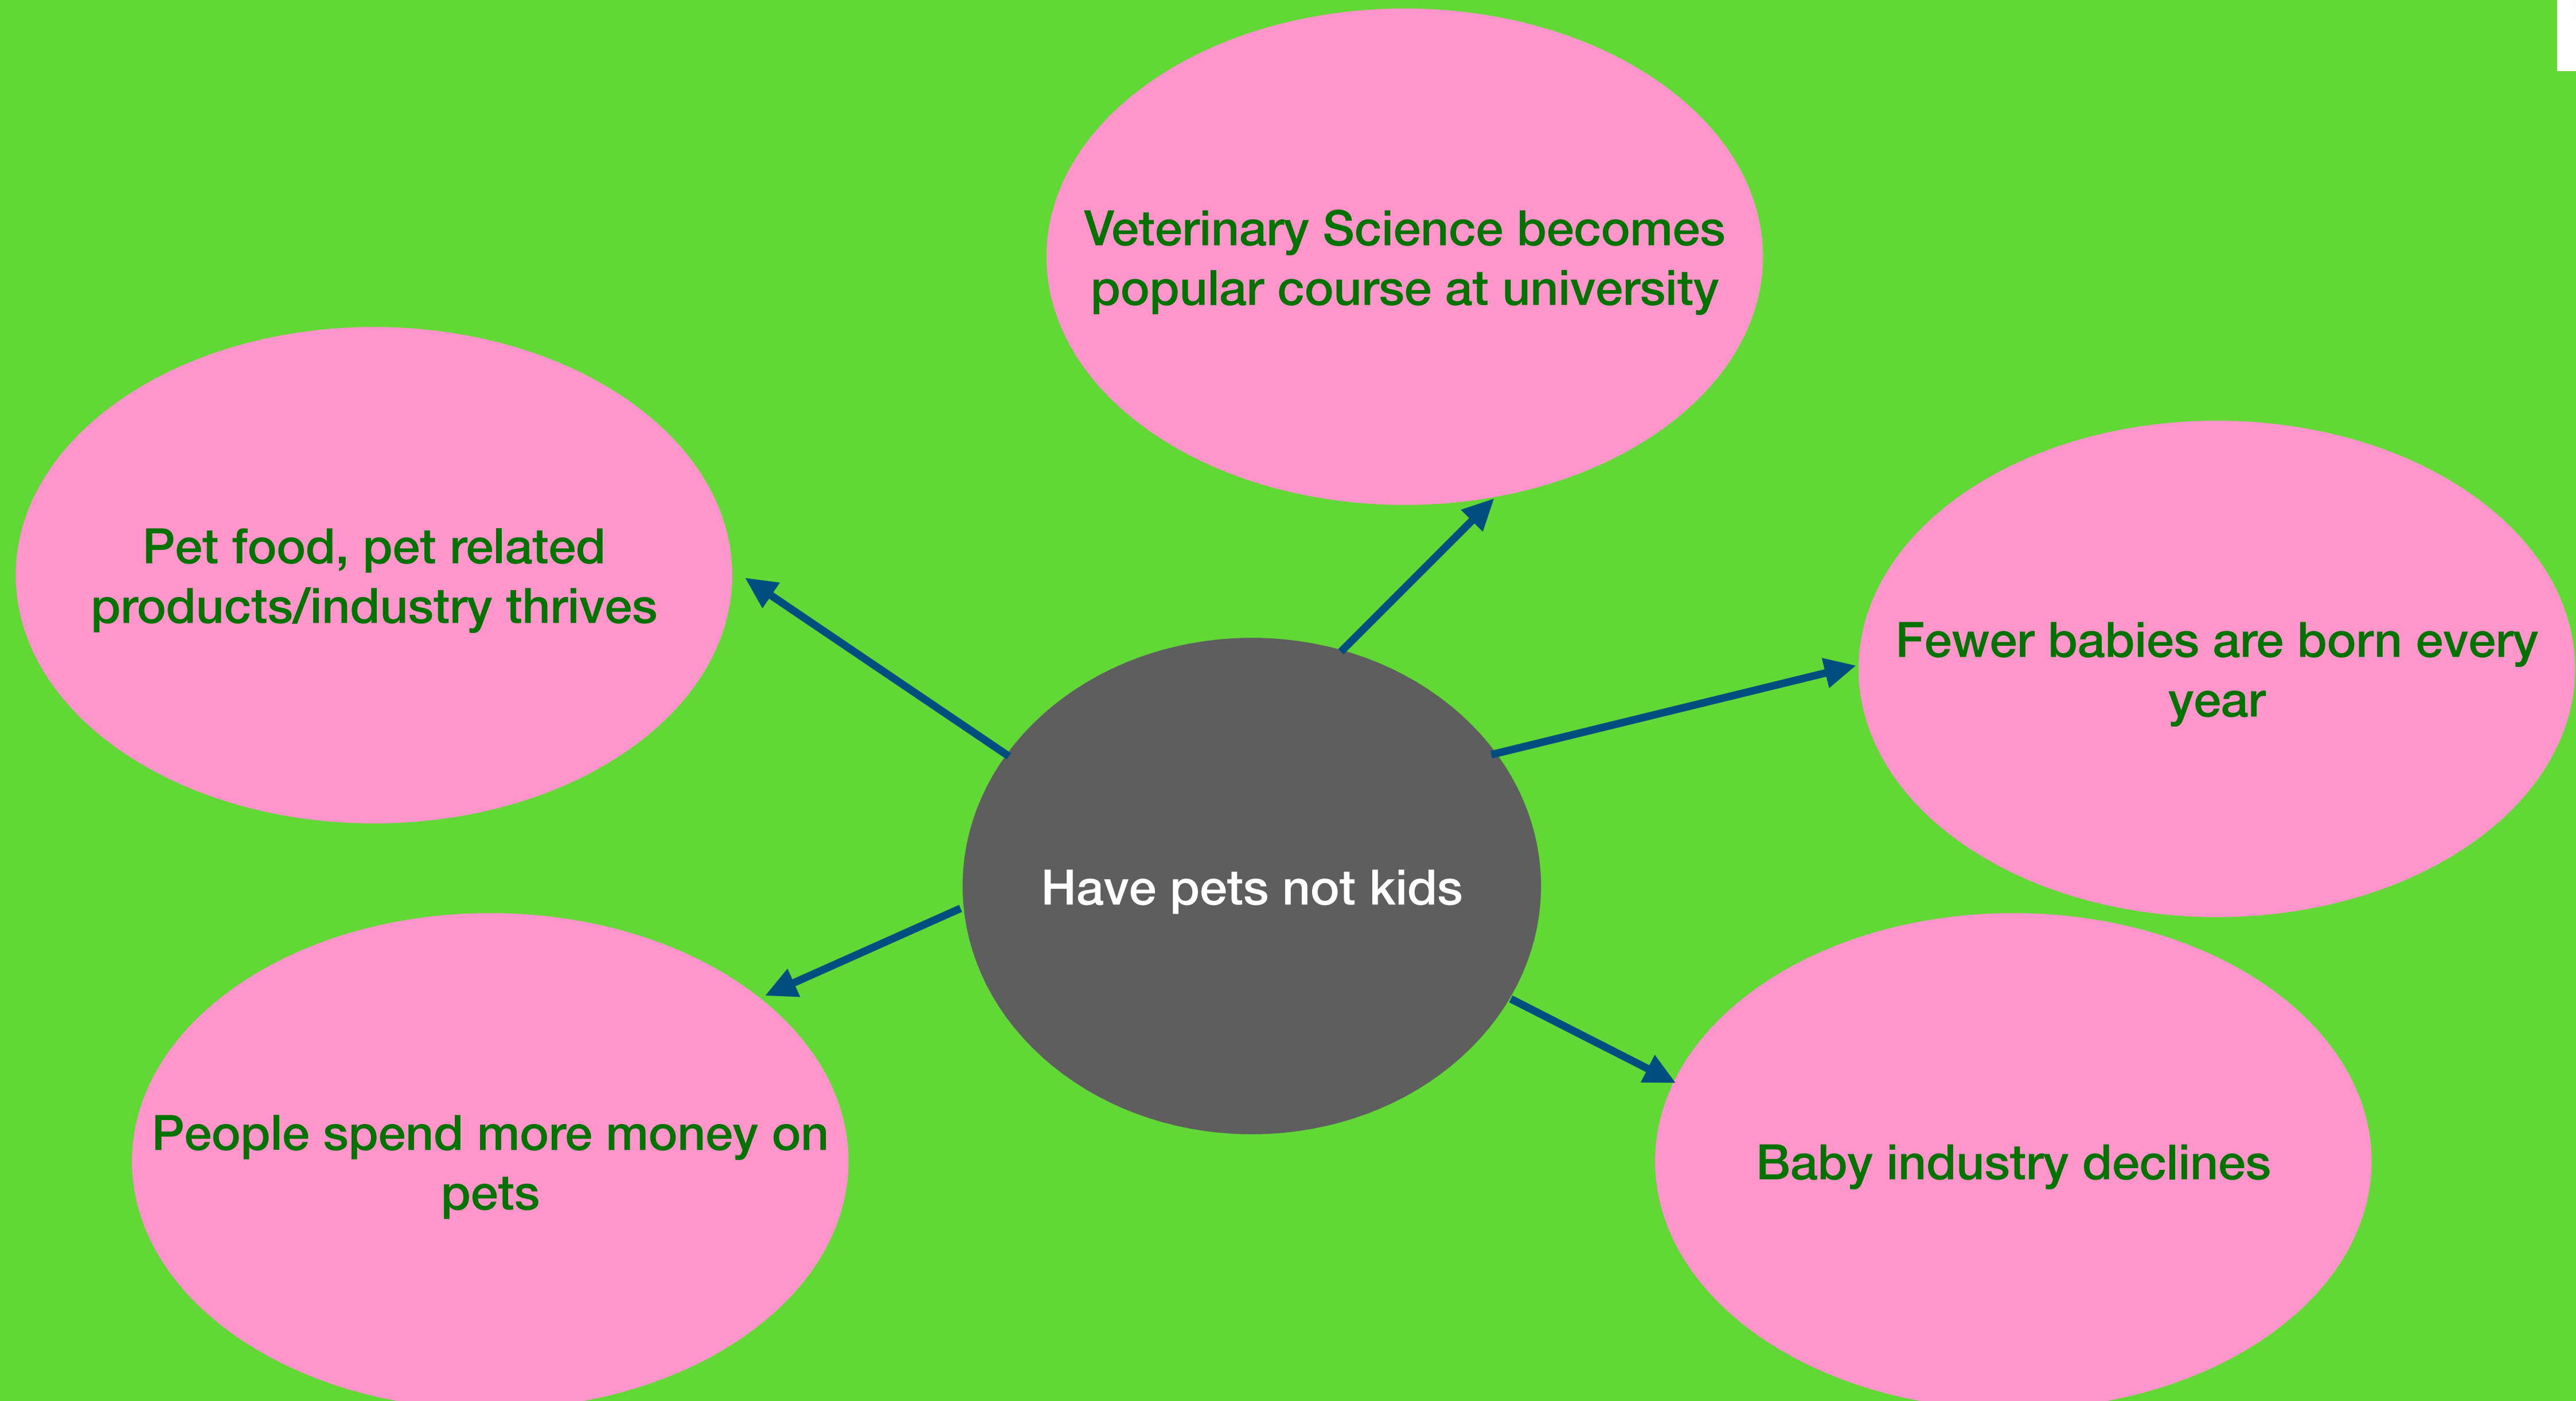 Veterinary Science becomes
popular course at university
Pet food, pet related
products/industry thrives
Fewer babies are born every
year
Have pets not kids
People spend more money on
pets
Baby industry declines